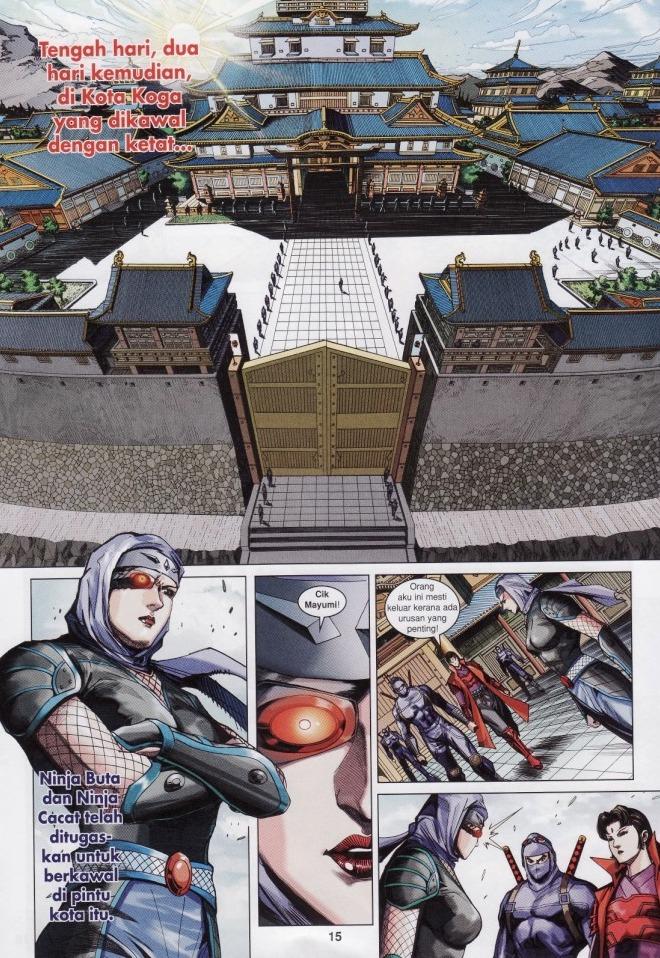 Tengah hari, dua
hari kemudian,
di Kota Koga
yang dikawal
dengan ketat...
Cik
Mayumi!
Orang
aku ini mesti
keluar kerana ada
urusan yang
penting!
Ninja Buta
dan Ninja
Cacat telah
ditugas-
kan untuk
berkawal
di pintu
kota itu.
15